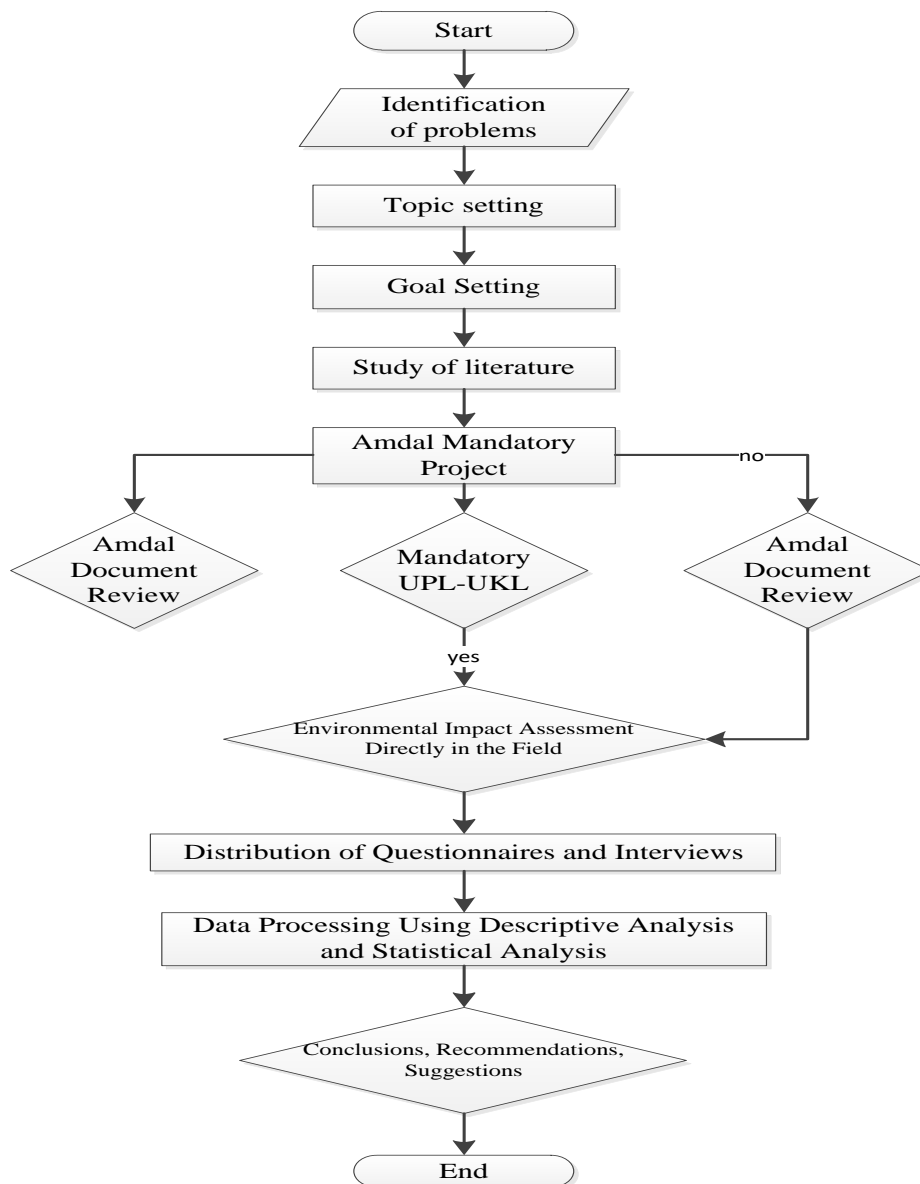 Start
Identification
of problems
Topic setting
Goal Setting
Study of literature
Amdal Mandatory
Project
no
Amdal
Document
Review
Mandatory
UPL-UKL
Amdal
Document
Review
yes
Environmental Impact Assessment
Directly in the Field
Distribution of Questionnaires and Interviews
Data Processing Using Descriptive Analysis
and Statistical Analysis
Conclusions, Recommendations,
Suggestions
End